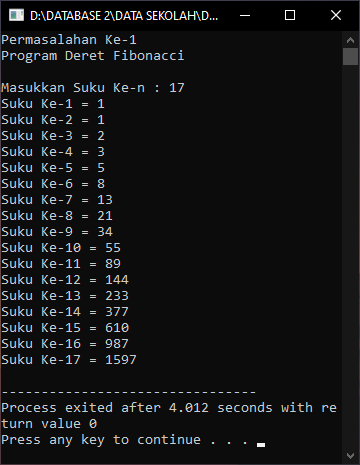 D:\DATABASE 2\DATA SEKOLAH\D...
Permasalahan Ke-1
Program Deret Fibonacci
Masukkan Suku Ke-n : 17
Suku Ke-1 = 1
Suku Ke-2 = 1
Suku Ke-3 = 2
Suku Ke-4 = 3
Suku Ke-5 = 5
Suku Ke-6 = 8
Suku Ke-7 = 13
Suku Ke-8 = 21
Suku Ke-9 = 34
Suku Ke-10 = 55
Suku Ke-11 = 89
Suku Ke-12 = 144
Suku Ke-13 = 233
Suku Ke-14 = 377
Suku Ke-15 = 610
Suku Ke-16 = 987
Suku Ke-17 = 1597
--------------------------------
Process exited after 4.012 seconds with re
turn value 0
Press any key to continue . . .